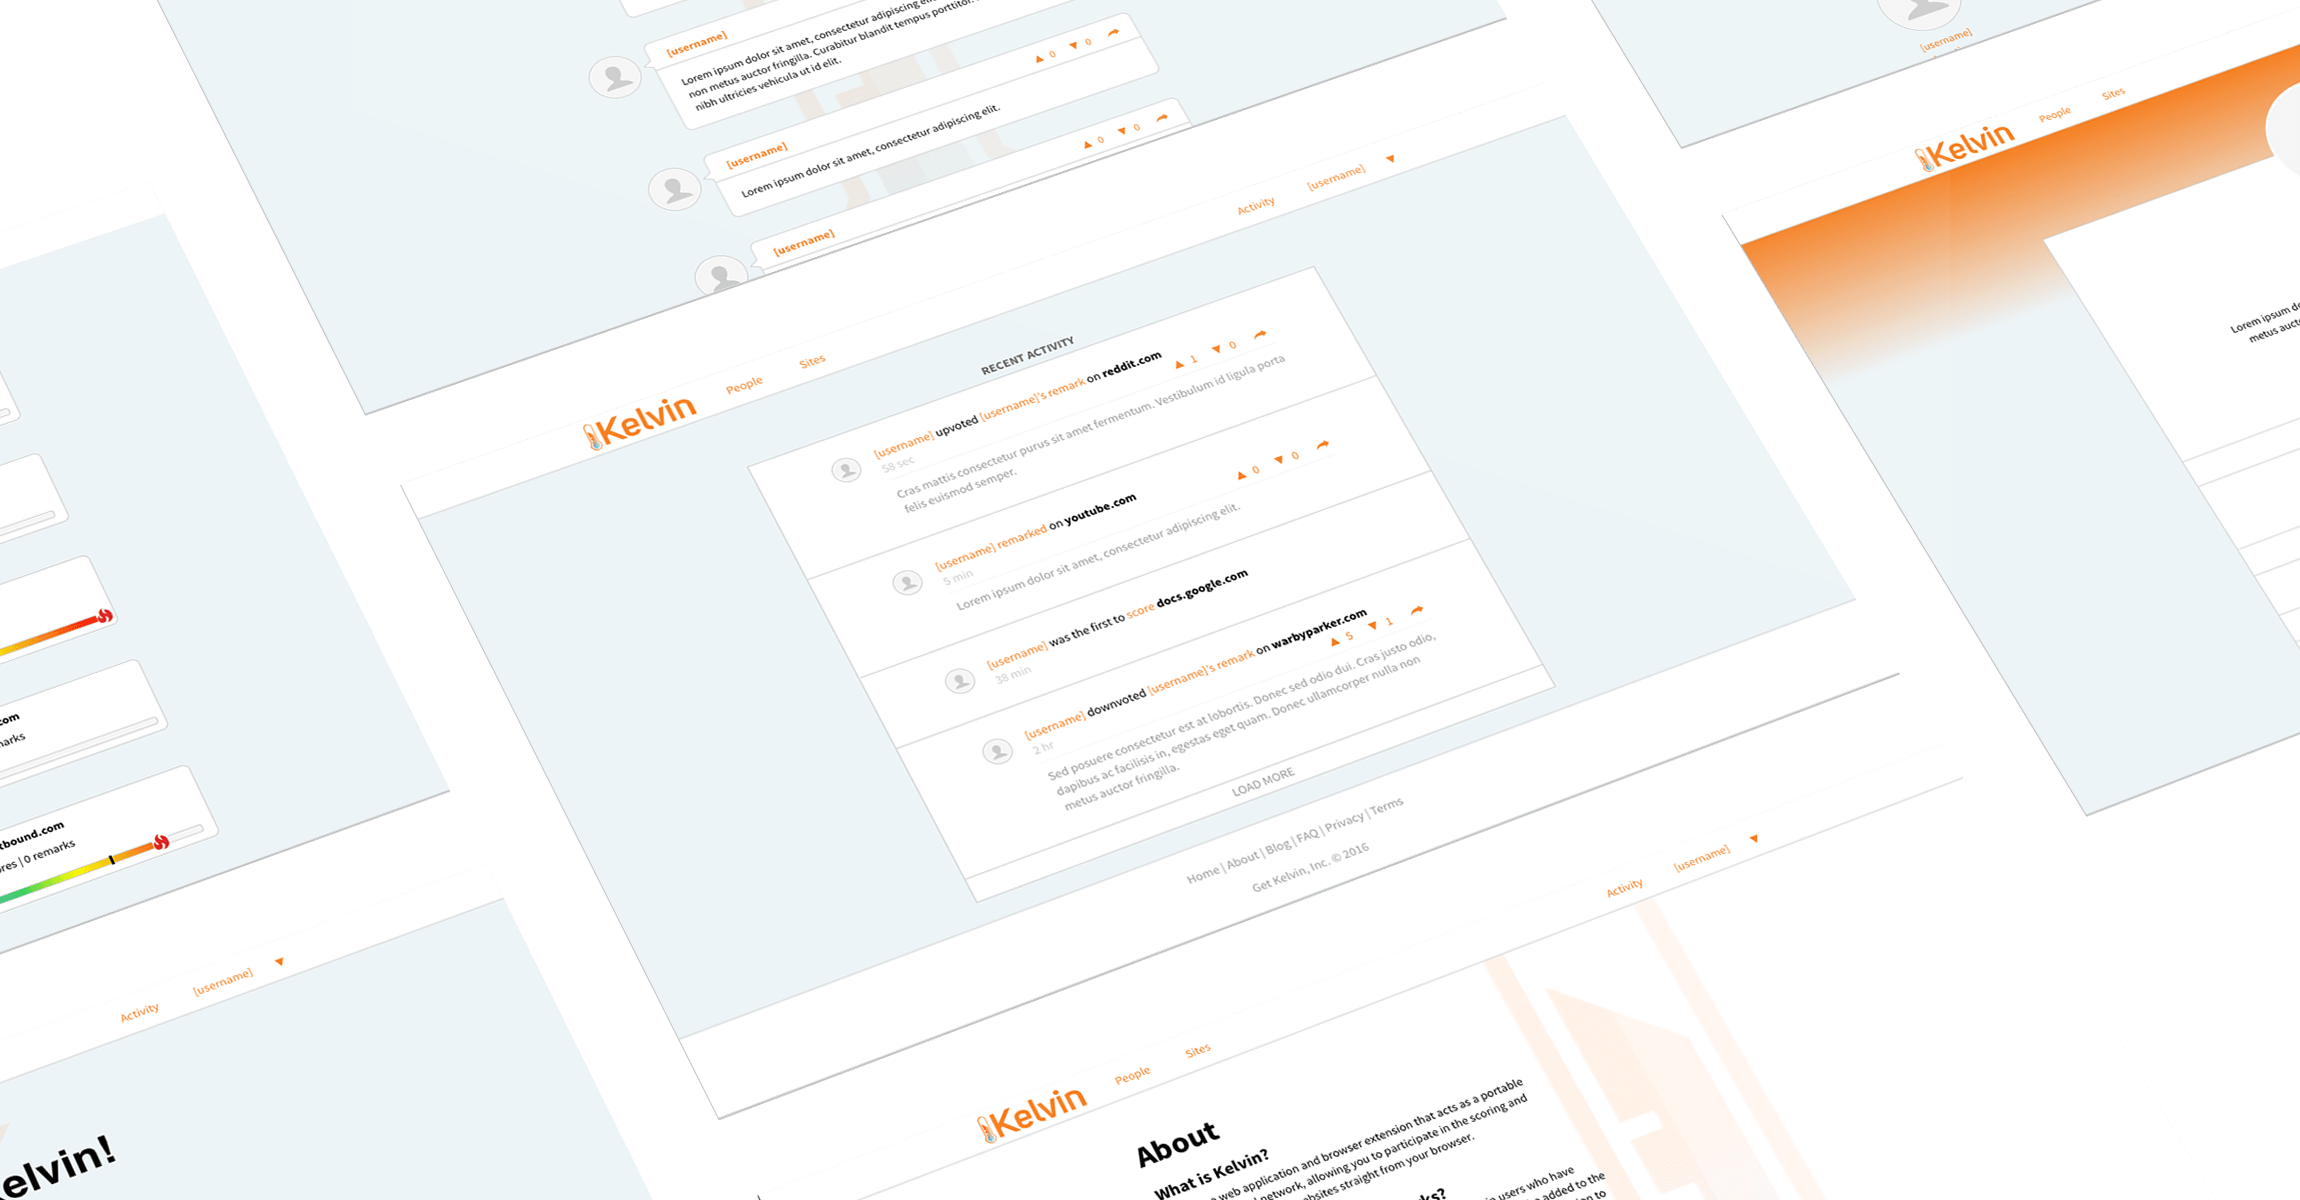 [username]
Lorem ipsum dolor sit amet, consectetur adipiscing
non metus auctor fringilla. Curabitur blandit tempus porttitor.
nibh ultricies vehicula ut id elit.
0 0
[username]
Lorem ipsum dolor sit amet, consectetur adipiscing elit.
0 0
[username]
[username]
Kelvin
People
Sites
Lorem ipsum
metus
Kelvin
People
Sites
Activity
[username]
RECENT ACTIVITY
[username] upvoted [username]'s remark on reddit.com
58 sec
1 0
Cras mattis consectetur purus sit amet fermentum. Vestibulum id ligula porta
felis euismod semper.
[username] remarked on youtube.com
5 min
0 0
Lorem ipsum dolor sit amet, consectetur adipiscing elit.
[username] was the first to score docs.google.com
38 min
[username] downvoted [username]'s remark on warbyparker.com
2 hr
5 1
Sed posuere consectetur est at lobortis. Donec sed odio dui. Cras justo odio,
dapibus ac facilisis in, egestas eget quam. Donec ullamcorper nulla non
metus auctor fringilla.
LOAD MORE
Home | About | Blog | FAQ | Privacy | Terms
Get Kelvin, Inc. © 2016
.com
arks
tbound.com
res | 0 remarks
Activity
[username]
elvin!
Kelvin
People
Sites
Activity
[username]
About
What is Kelvin?
web application and browser extension that acts as a portable
network, allowing you to participate in the scoring and
bsites straight from your browser.
ks?
users who have
added to the
to